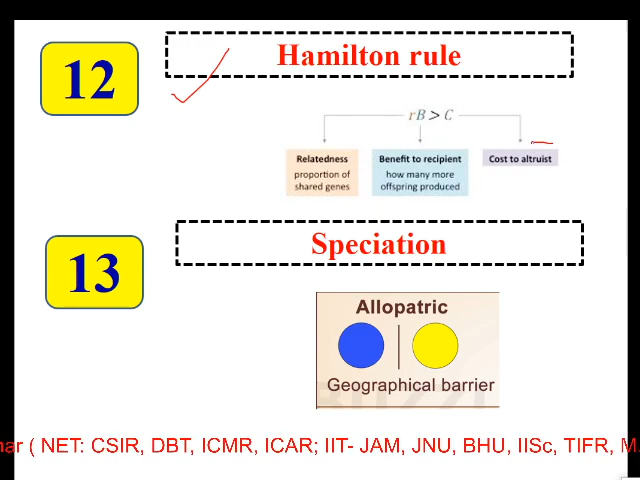 12
Hamilton rule
rB > C
Relatedness
proportion of
shared genes
Benefit to recipient
how many more
offspring produced
Cost to altruist
13
Speciation
Allopatric
Geographical barrier
( NET: CSIR, DBT, ICMR, ICAR; IIT- JAM, JNU, BHU, IISc, TIFR,